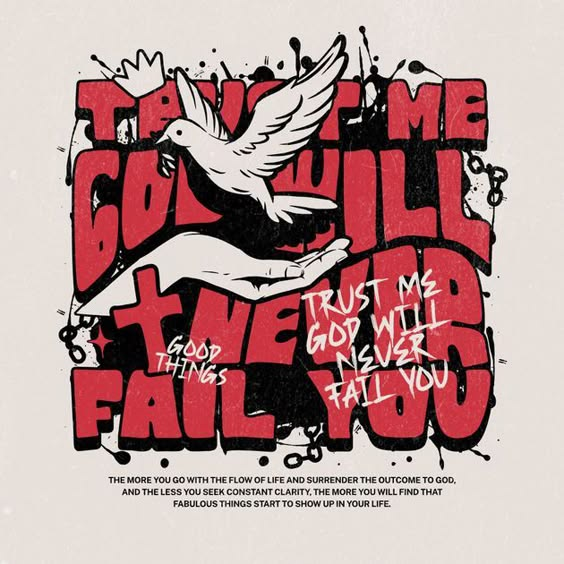 TRUST ME
GOD WILL
NEVER
FAIL YOU
TRUST ME
GOD WILL
NEVER
FAIL YOU
GOOD
THINGS
THE MORE YOU GO WITH THE FLOW OF LIFE AND SURRENDER THE OUTCOME TO GOD,
AND THE LESS YOU SEEK CONSTANT CLARITY, THE MORE YOU WILL FIND THAT
FABULOUS THINGS START TO SHOW UP IN YOUR LIFE.